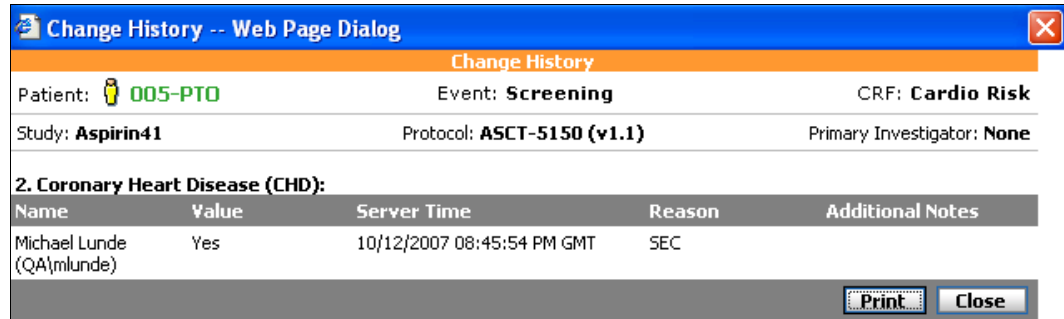 Change History -- Web Page Dialog
Change History
Patient: 005-PTO Event: Screening CRF: Cardio Risk
Study: Aspirin41 Protocol: ASCT-5150 (v1.1) Primary Investigator: None
2. Coronary Heart Disease (CHD):
Name Value Server Time Reason Additional Notes
Michael Lunde Yes 10/12/2007 08:45:54 PM GMT SEC
(QA\mlunde)
Print Close